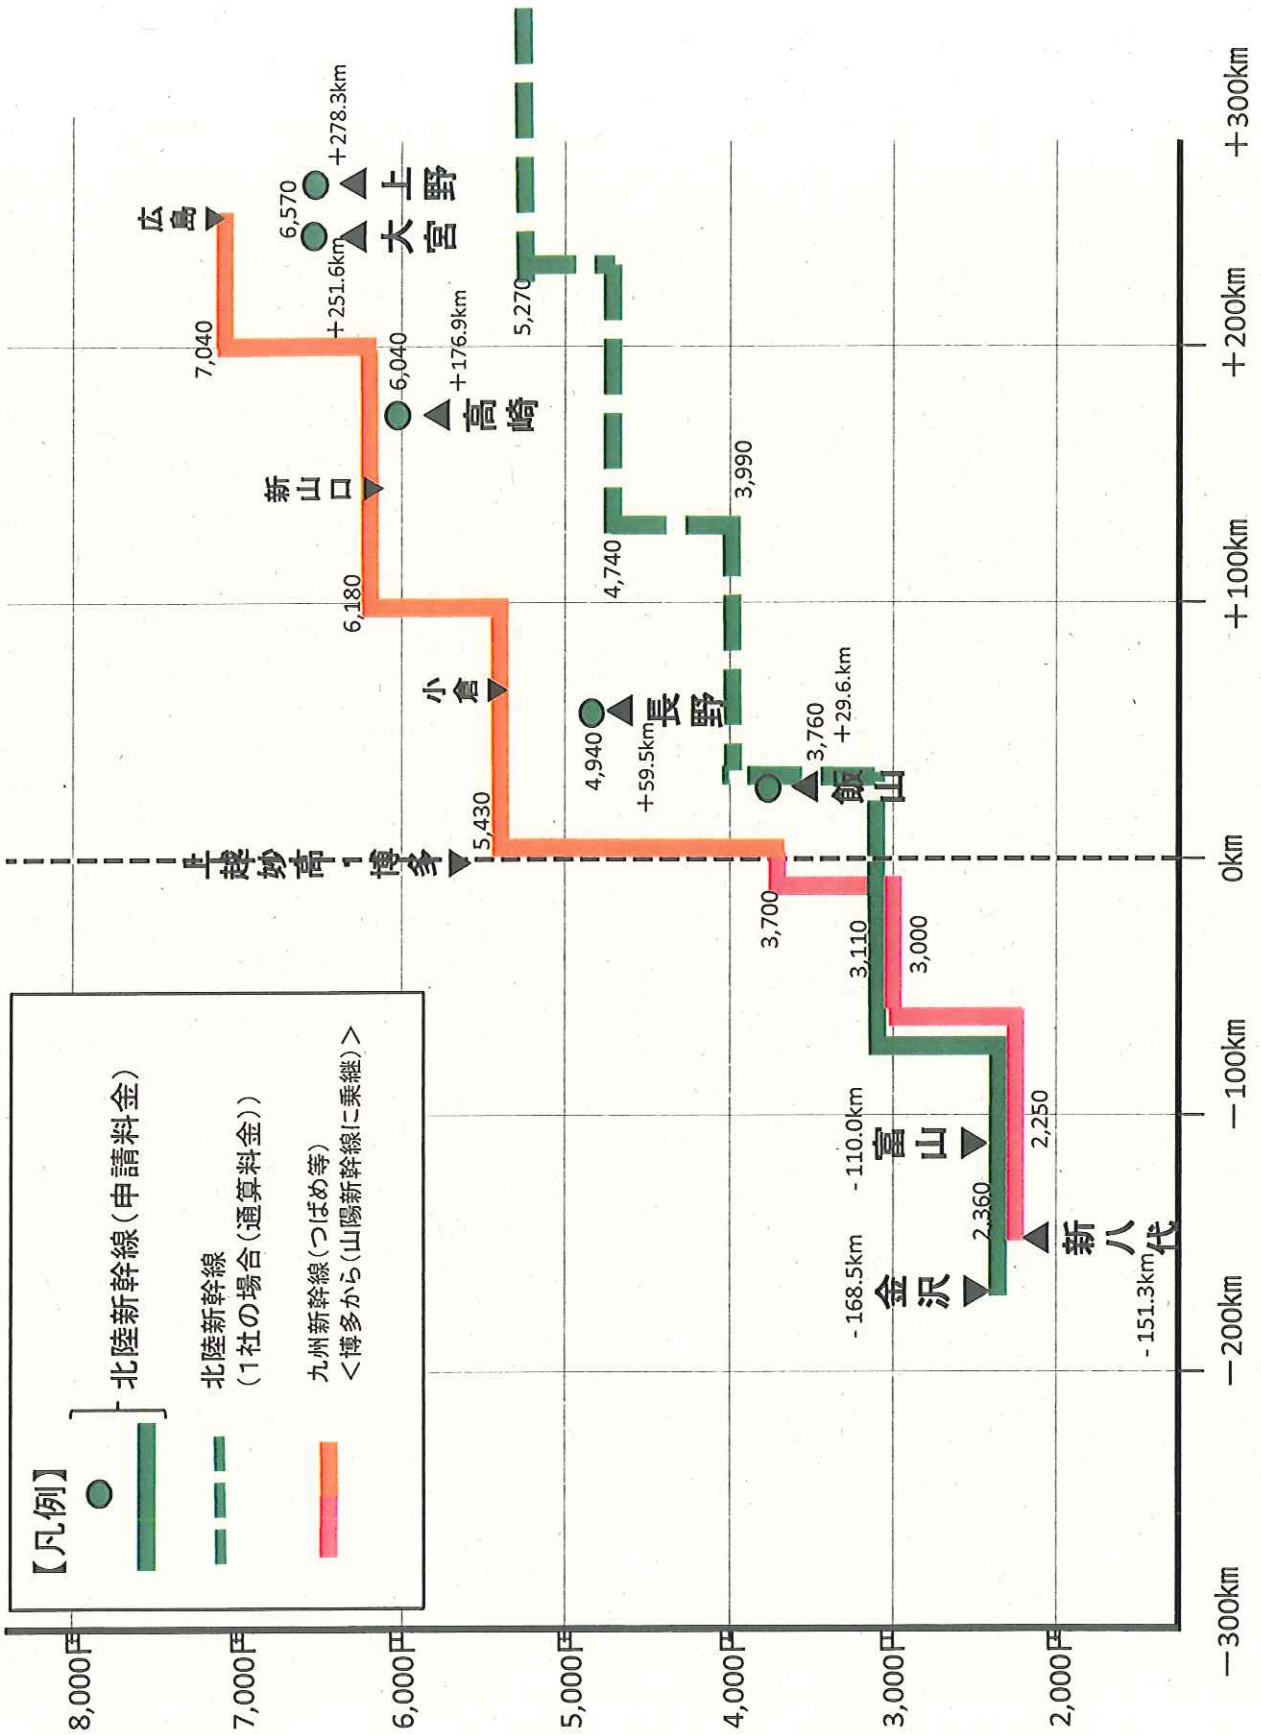 【凡例】
北陸新幹線(申請料金)
北陸新幹線
(1社の場合(通算料金))
九州新幹線(つばめ等)
<博多から(山陽新幹線に乗継)>
8,000円
7,000円
6,000円
5,000円
4,000円
3,000円
2,000円
-300km
-200km
-100km
0km
+100km
+200km
+300km
上越妙高・博多
広島
7,040
新山口
6,180
小倉
5,430
3,700
3,000
2,250
新八代
-151.3km
金沢
-168.5km
富山
-110.0km
2,360
3,110
飯山
3,760
+29.6.km
長野
4,940
+59.5km
3,990
4,740
5,270
高崎
6,040
+176.9km
大宮
+251.6km
6,570
上野
+278.3km